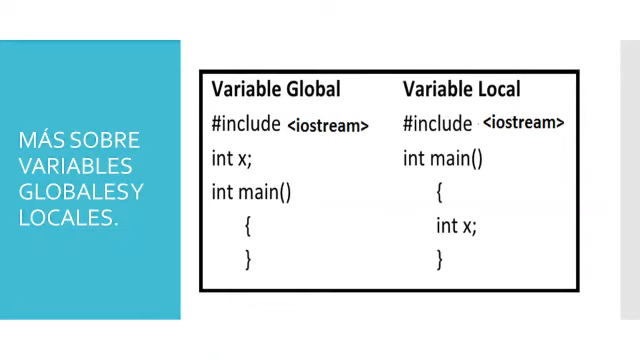 MÁS SOBRE
VARIABLES
GLOBALES Y
LOCALES.
Variable Global
#include <iostream>
int x;
int main()
{
}
Variable Local
#include <iostream>
int main()
{
int x;
}